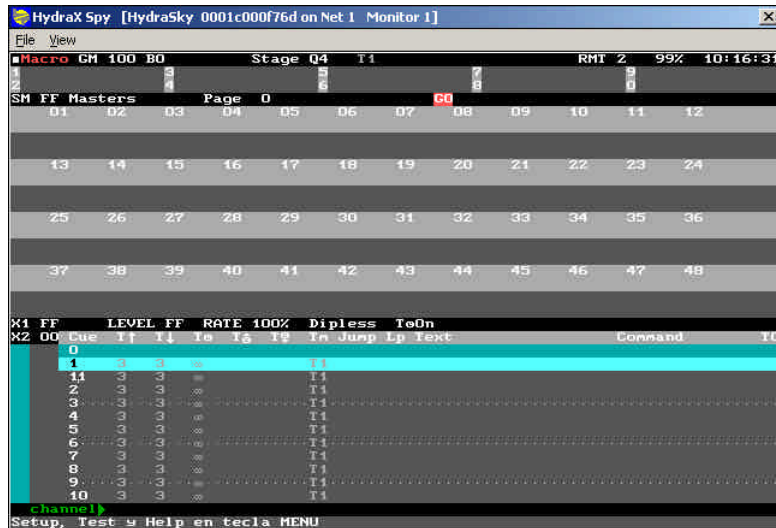 HydraX Spy [HydraSky 0001c000f76d on Net 1 Monitor 1]
File View
Macro GM 100 BO Stage Q4 T1 RMT 2 99% 10:16:31
1 3 5 7 9
2 4 6 8 0
SM FF Masters Page 0 GO
01 02 03 04 05 06 07 08 09 10 11 12
13 14 15 16 17 18 19 20 21 22 23 24
25 26 27 28 29 30 31 32 33 34 35 36
37 38 39 40 41 42 43 44 45 46 47 48
X1 FF LEVEL FF RATE 100% Dipless ToOn
X2 00 Cue T↑ T↓ Tm Jump Lp Text Command
0
1 3 3 ∞ T1
1.1 3 3 ∞ T1
2 3 3 ∞ T1
3 3 3 ∞ T1
4 3 3 ∞ T1
5 3 3 ∞ T1
6 3 3 ∞ T1
7 3 3 ∞ T1
8 3 3 ∞ T1
9 3 3 ∞ T1
10 3 3 ∞ T1
channel
Setup, Test y Help en tecla MENU